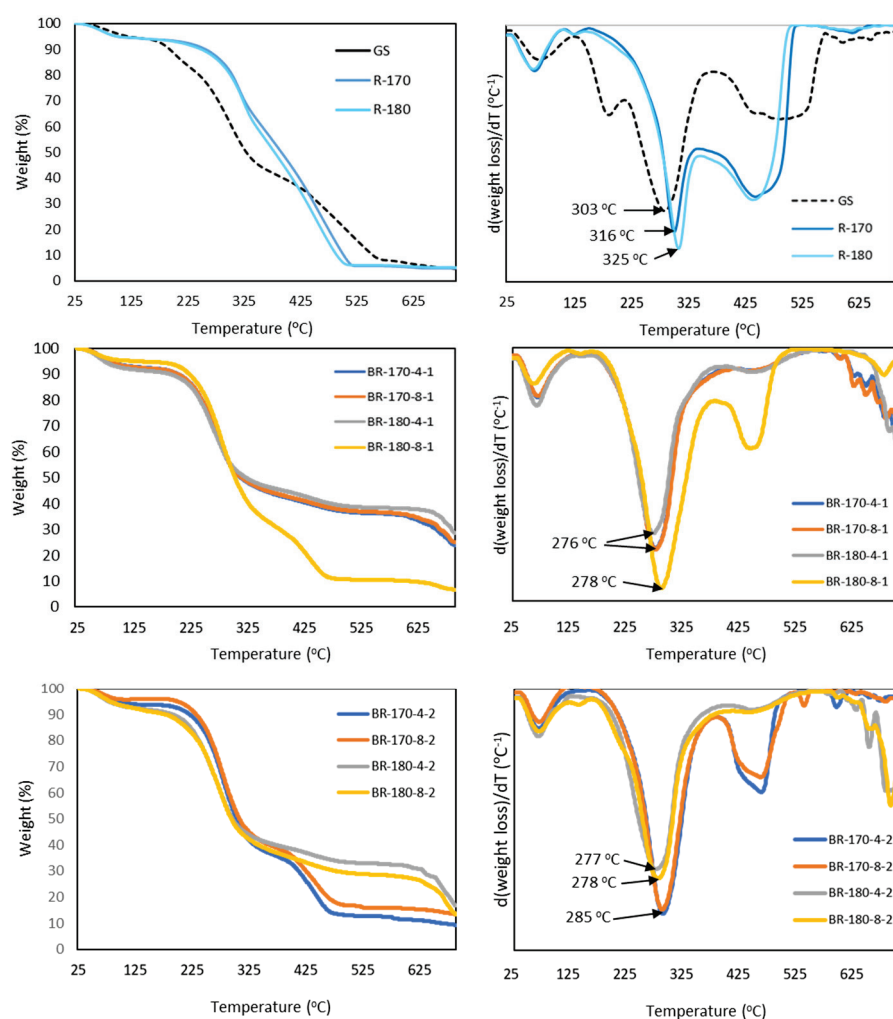 100
90
80
70
60
50
40
30
20
10
0
Weight (%)
GS
R-170
R-180
25 125 225 325 425 525 625
Temperature (°C)
d(weight loss)/dT (°C⁻¹)
303 °C
316 °C
325 °C
GS
R-170
R-180
25 125 225 325 425 525 625
Temperature (°C)
100
90
80
70
60
50
40
30
20
10
0
Weight (%)
BR-170-4-1
BR-170-8-1
BR-180-4-1
BR-180-8-1
25 125 225 325 425 525 625
Temperature (°C)
d(weight loss)/dT (°C⁻¹)
276 °C
278 °C
BR-170-4-1
BR-170-8-1
BR-180-4-1
BR-180-8-1
25 125 225 325 425 525 625
Temperature (°C)
100
90
80
70
60
50
40
30
20
10
0
Weight (%)
BR-170-4-2
BR-170-8-2
BR-180-4-2
BR-180-8-2
25 125 225 325 425 525 625
Temperature (°C)
d(weight loss)/dT (°C⁻¹)
277 °C
278 °C
285 °C
BR-170-4-2
BR-170-8-2
BR-180-4-2
BR-180-8-2
25 125 225 325 425 525 625
Temperature (°C)